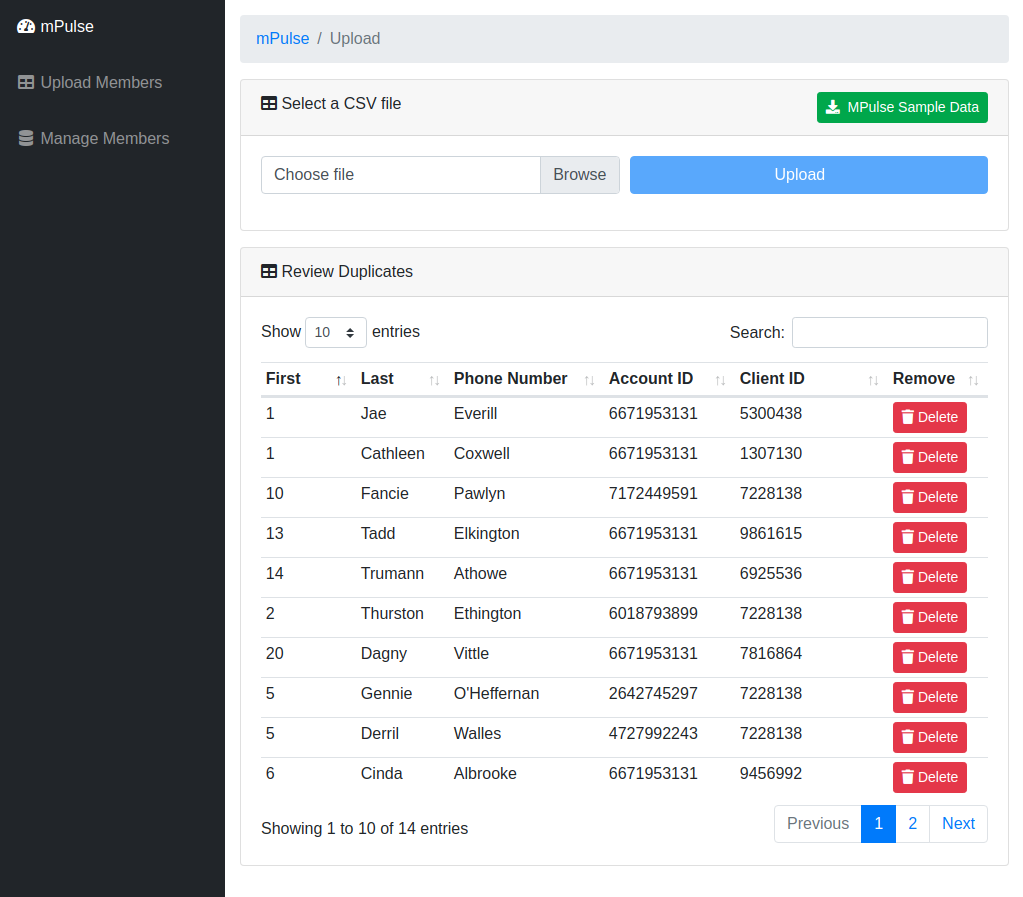 mPulse
Upload Members
Manage Members
mPulse / Upload
Select a CSV file
MPulse Sample Data
Choose file Browse Upload
Review Duplicates
Show 10 entries Search:
First Last Phone Number Account ID Client ID Remove
1 Jae Everill 6671953131 5300438 Delete
1 Cathleen Coxwell 6671953131 1307130 Delete
10 Fancie Pawlyn 7172449591 7228138 Delete
13 Tadd Elkington 6671953131 9861615 Delete
14 Trumann Athowe 6671953131 6925536 Delete
2 Thurston Ethington 6018793899 7228138 Delete
20 Dagny Vittle 6671953131 7816864 Delete
5 Gennie O'Heffernan 2642745297 7228138 Delete
5 Derril Walles 4727992243 7228138 Delete
6 Cinda Albrooke 6671953131 9456992 Delete
Showing 1 to 10 of 14 entries
Previous 1 2 Next